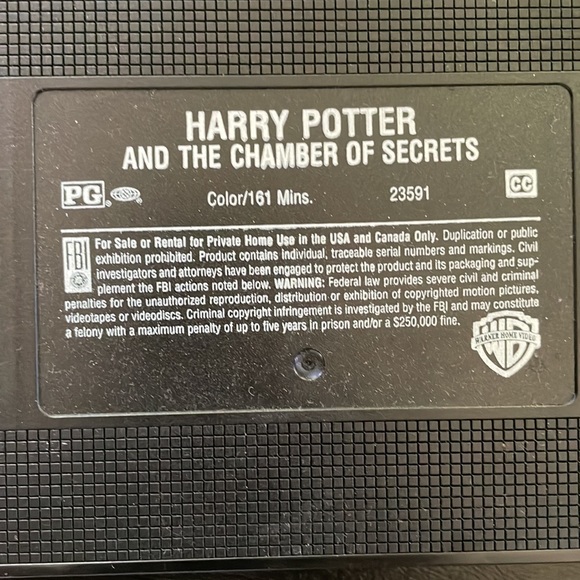 HARRY POTTER
AND THE CHAMBER OF SECRETS
PG® Color/161 Mins. 23591 CC
FBI
For Sale or Rental for Private Home Use in the USA and Canada Only. Duplication or public
exhibition prohibited. Product contains individual, traceable serial numbers and markings. Civil
investigators and attorneys have been engaged to protect the product and its packaging and sup-
plement the FBI actions noted below. WARNING: Federal law provides severe civil and criminal
penalties for the unauthorized reproduction, distribution or exhibition of copyrighted motion pictures,
videotapes or videodiscs. Criminal copyright infringement is investigated by the FBI and may constitute
a felony with a maximum penalty of up to five years in prison and/or a $250,000 fine.
WARNER HOME VIDEO
WB